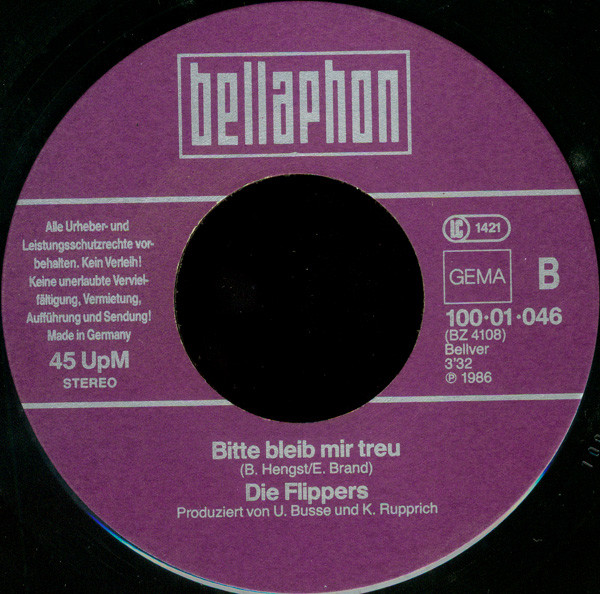 bellaphon
Alle Urheber- und
Leistungsschutzrechte vor-
behalten. Kein Verleih!
Keine unerlaubte Verviel-
fältigung, Vermietung,
Aufführung und Sendung!
Made in Germany
45 UpM
STEREO
LC 1421
GEMA
B
100·01·046
(BZ 4108)
Bellver
3'32
℗ 1986
Bitte bleib mir treu
(B. Hengst/E. Brand)
Die Flippers
Produziert von U. Busse und K. Rupprich